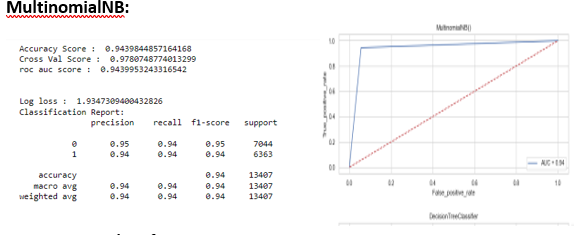 MultinomialNB:
Accuracy Score : 0.9439844857164168
Cross Val Score : 0.9780748774013299
roc auc score : 0.9439953243316542
Log loss : 1.9347309400432826
Classification Report:
precision recall f1-score support
0 0.95 0.94 0.95 7044
1 0.94 0.94 0.94 6363
accuracy 0.94 13407
macro avg 0.94 0.94 0.94 13407
weighted avg 0.94 0.94 0.94 13407
MultinomialNB()
True_positive_rate
1.0
0.8
0.6
0.4
0.2
0.0
0.0 0.2 0.4 0.6 0.8 1.0
AUC = 0.94
False_positive_rate
DecisionTreeClassifier